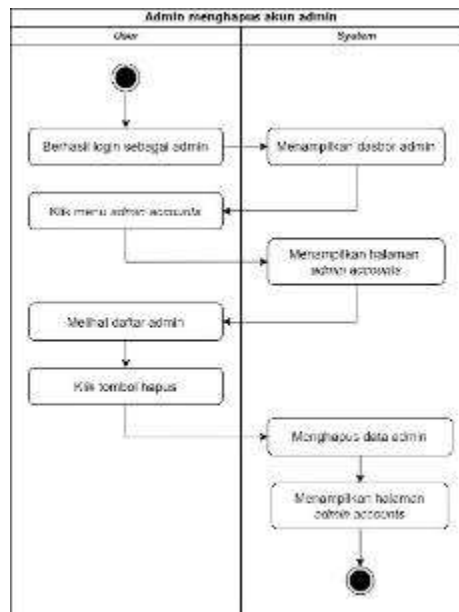 Admin menghapus akun admin
User
System
Berhasil login sebagai admin
Menampilkan dasbor admin
Klik menu admin accounts
Menampilkan halaman
admin accounts
Melihat daftar admin
Klik tombol hapus
Menghapus data admin
Menampilkan halaman
admin accounts